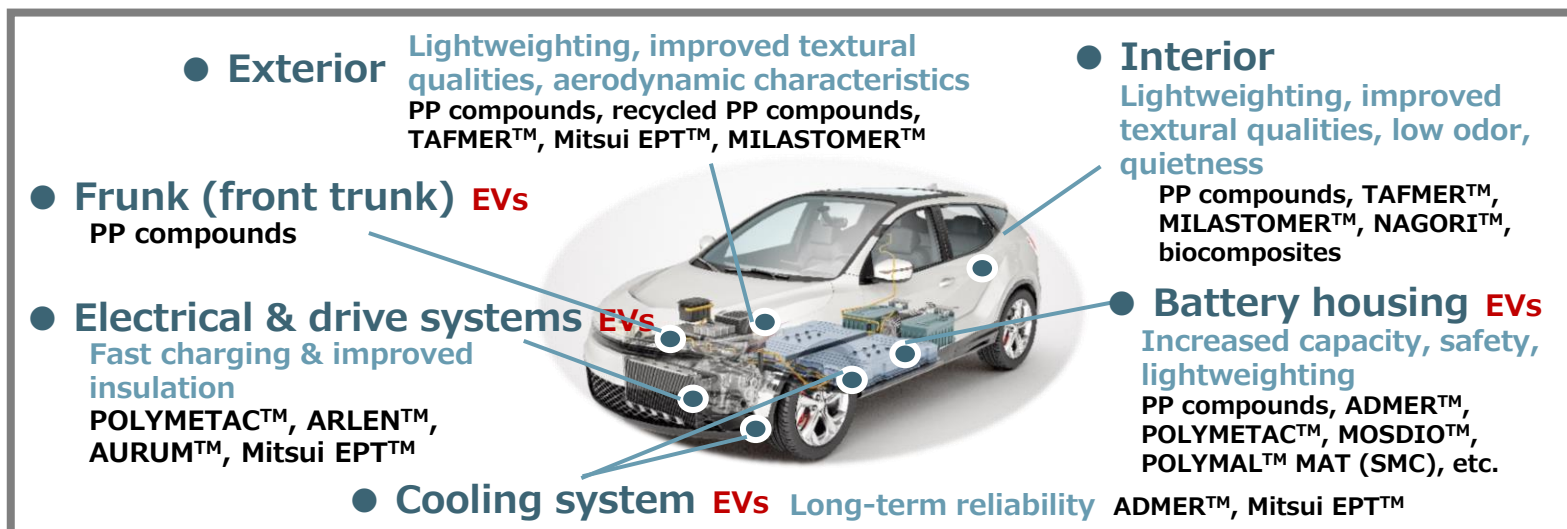 ● Exterior
Lightweighting, improved textural
qualities, aerodynamic characteristics
PP compounds, recycled PP compounds,
TAFMER™, Mitsui EPT™, MILASTOMER™
● Interior
Lightweighting, improved
textural qualities, low odor,
quietness
PP compounds, TAFMER™,
MILASTOMER™, NAGORI™,
biocomposites
● Frunk (front trunk) EVs
PP compounds
● Electrical & drive systems EVs
Fast charging & improved
insulation
POLYMETAC™, ARLEN™,
AURUM™, Mitsui EPT™
● Battery housing EVs
Increased capacity, safety,
lightweighting
PP compounds, ADMER™,
POLYMETAC™, MOSDIO™,
POLYMAL™ MAT (SMC), etc.
● Cooling system EVs Long-term reliability ADMER™, Mitsui EPT™